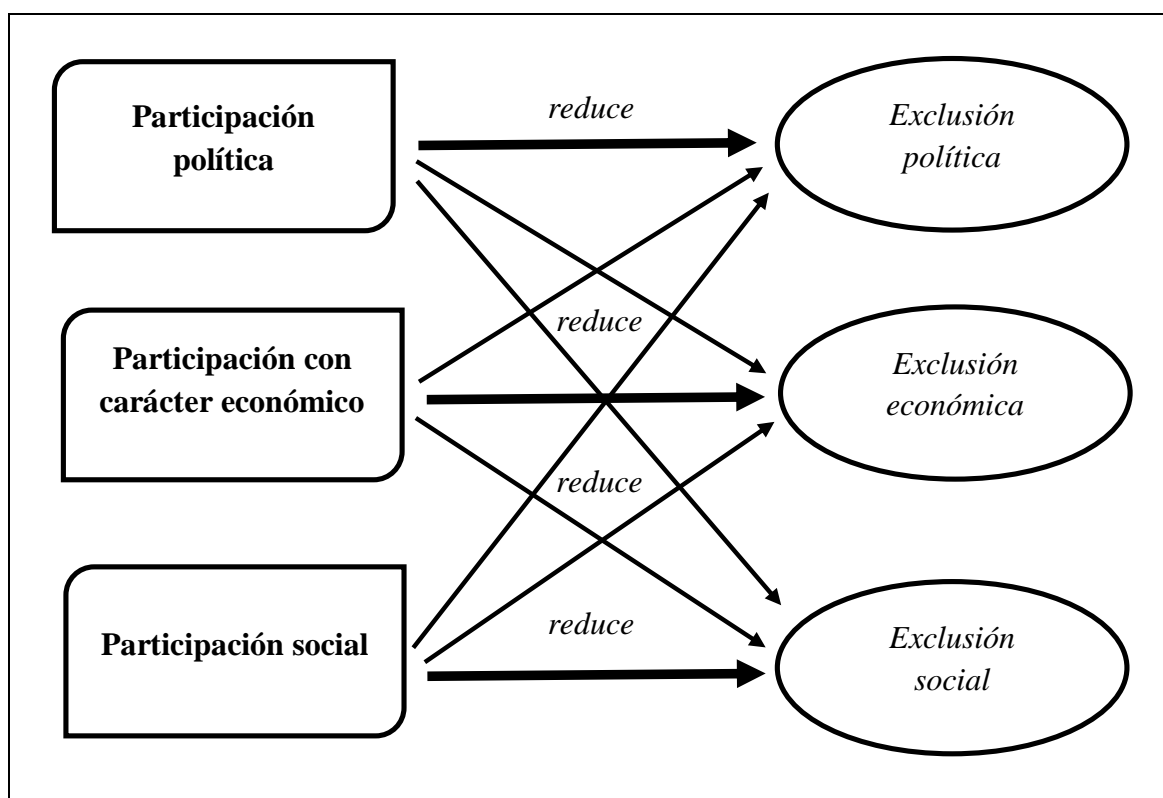 Participación
política
reduce
Exclusión
política
reduce
Participación con
carácter económico
Exclusión
económica
reduce
Participación social
reduce
Exclusión
social